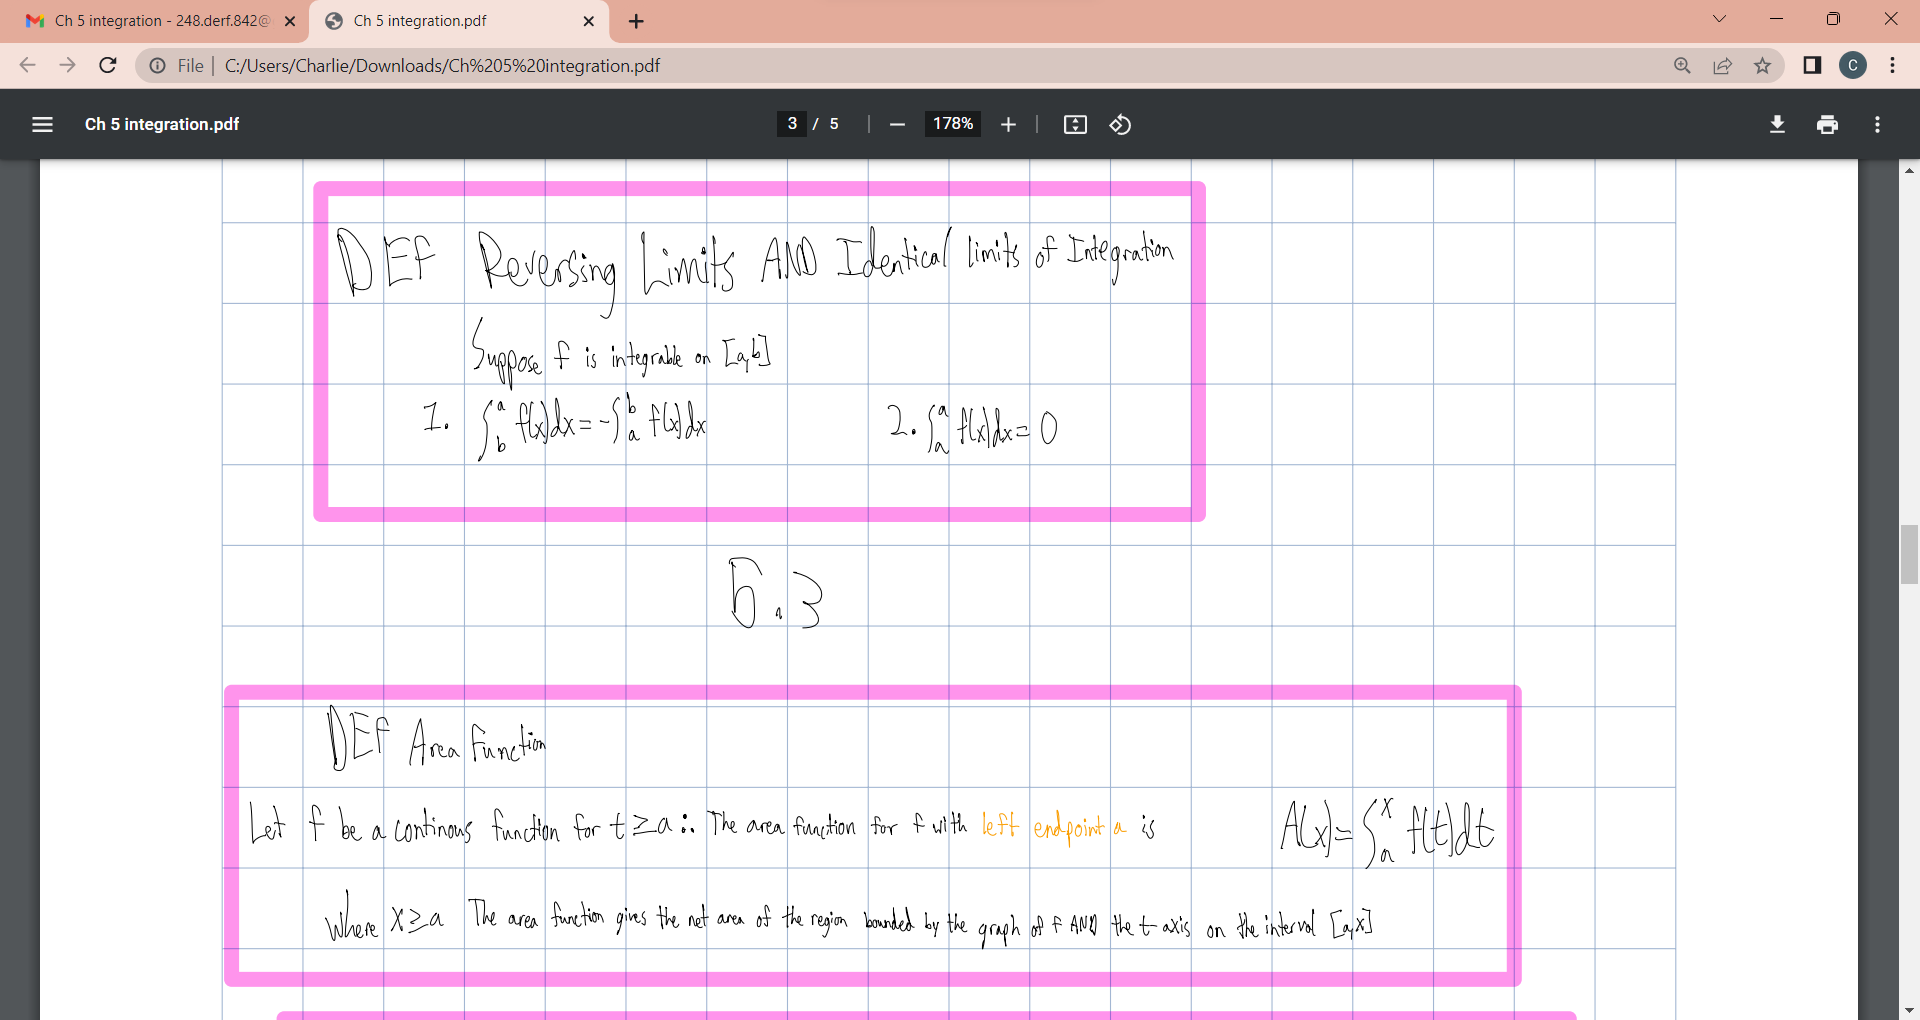 Ch 5 integration - 248.derf.842@
Ch 5 integration.pdf
File | C:/Users/Charlie/Downloads/Ch%205%20integration.pdf
C
Ch 5 integration.pdf
3 / 5
178%
DEF Reversing Limits AND Identical limits of Integration
Suppose f is integrable on [a,b]
1. ∫_b^a f(x)dx = -∫_a^b f(x)dx 2. ∫_a^a f(x)dx = 0
5.3
DEF Area Function
Let f be a continous function for t ≥ a ∴ The area function for f with left endpoint a is A(x) = ∫_a^x f(t)dt
Where x ≥ a The area function gives the net area of the region bounded by the graph of f AND the t axis on the interval [a,x]